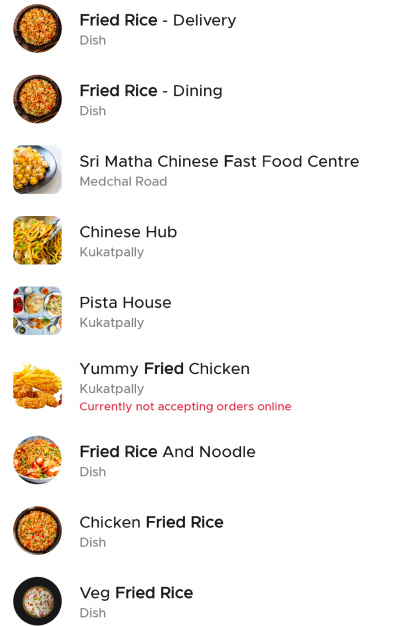 Fried Rice - Delivery
Dish
Fried Rice - Dining
Dish
Sri Matha Chinese Fast Food Centre
Medchal Road
Chinese Hub
Kukatpally
Pista House
Kukatpally
Yummy Fried Chicken
Kukatpally
Currently not accepting orders online
Fried Rice And Noodle
Dish
Chicken Fried Rice
Dish
Veg Fried Rice
Dish